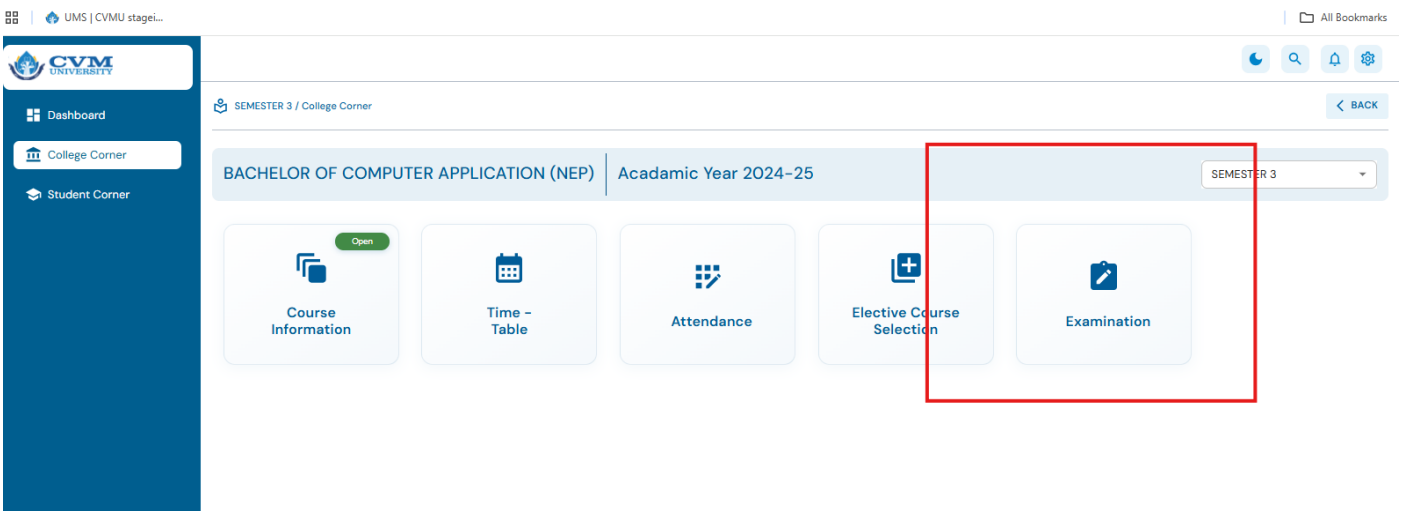 UMS | CVMU stagei...
All Bookmarks
CVM
UNIVERSITY
Dashboard
College Corner
Student Corner
SEMESTER 3 / College Corner
BACK
BACHELOR OF COMPUTER APPLICATION (NEP)
Acadamic Year 2024-25
SEMESTER 3
Open
Course
Information
Time -
Table
Attendance
Elective Course
Selection
Examination